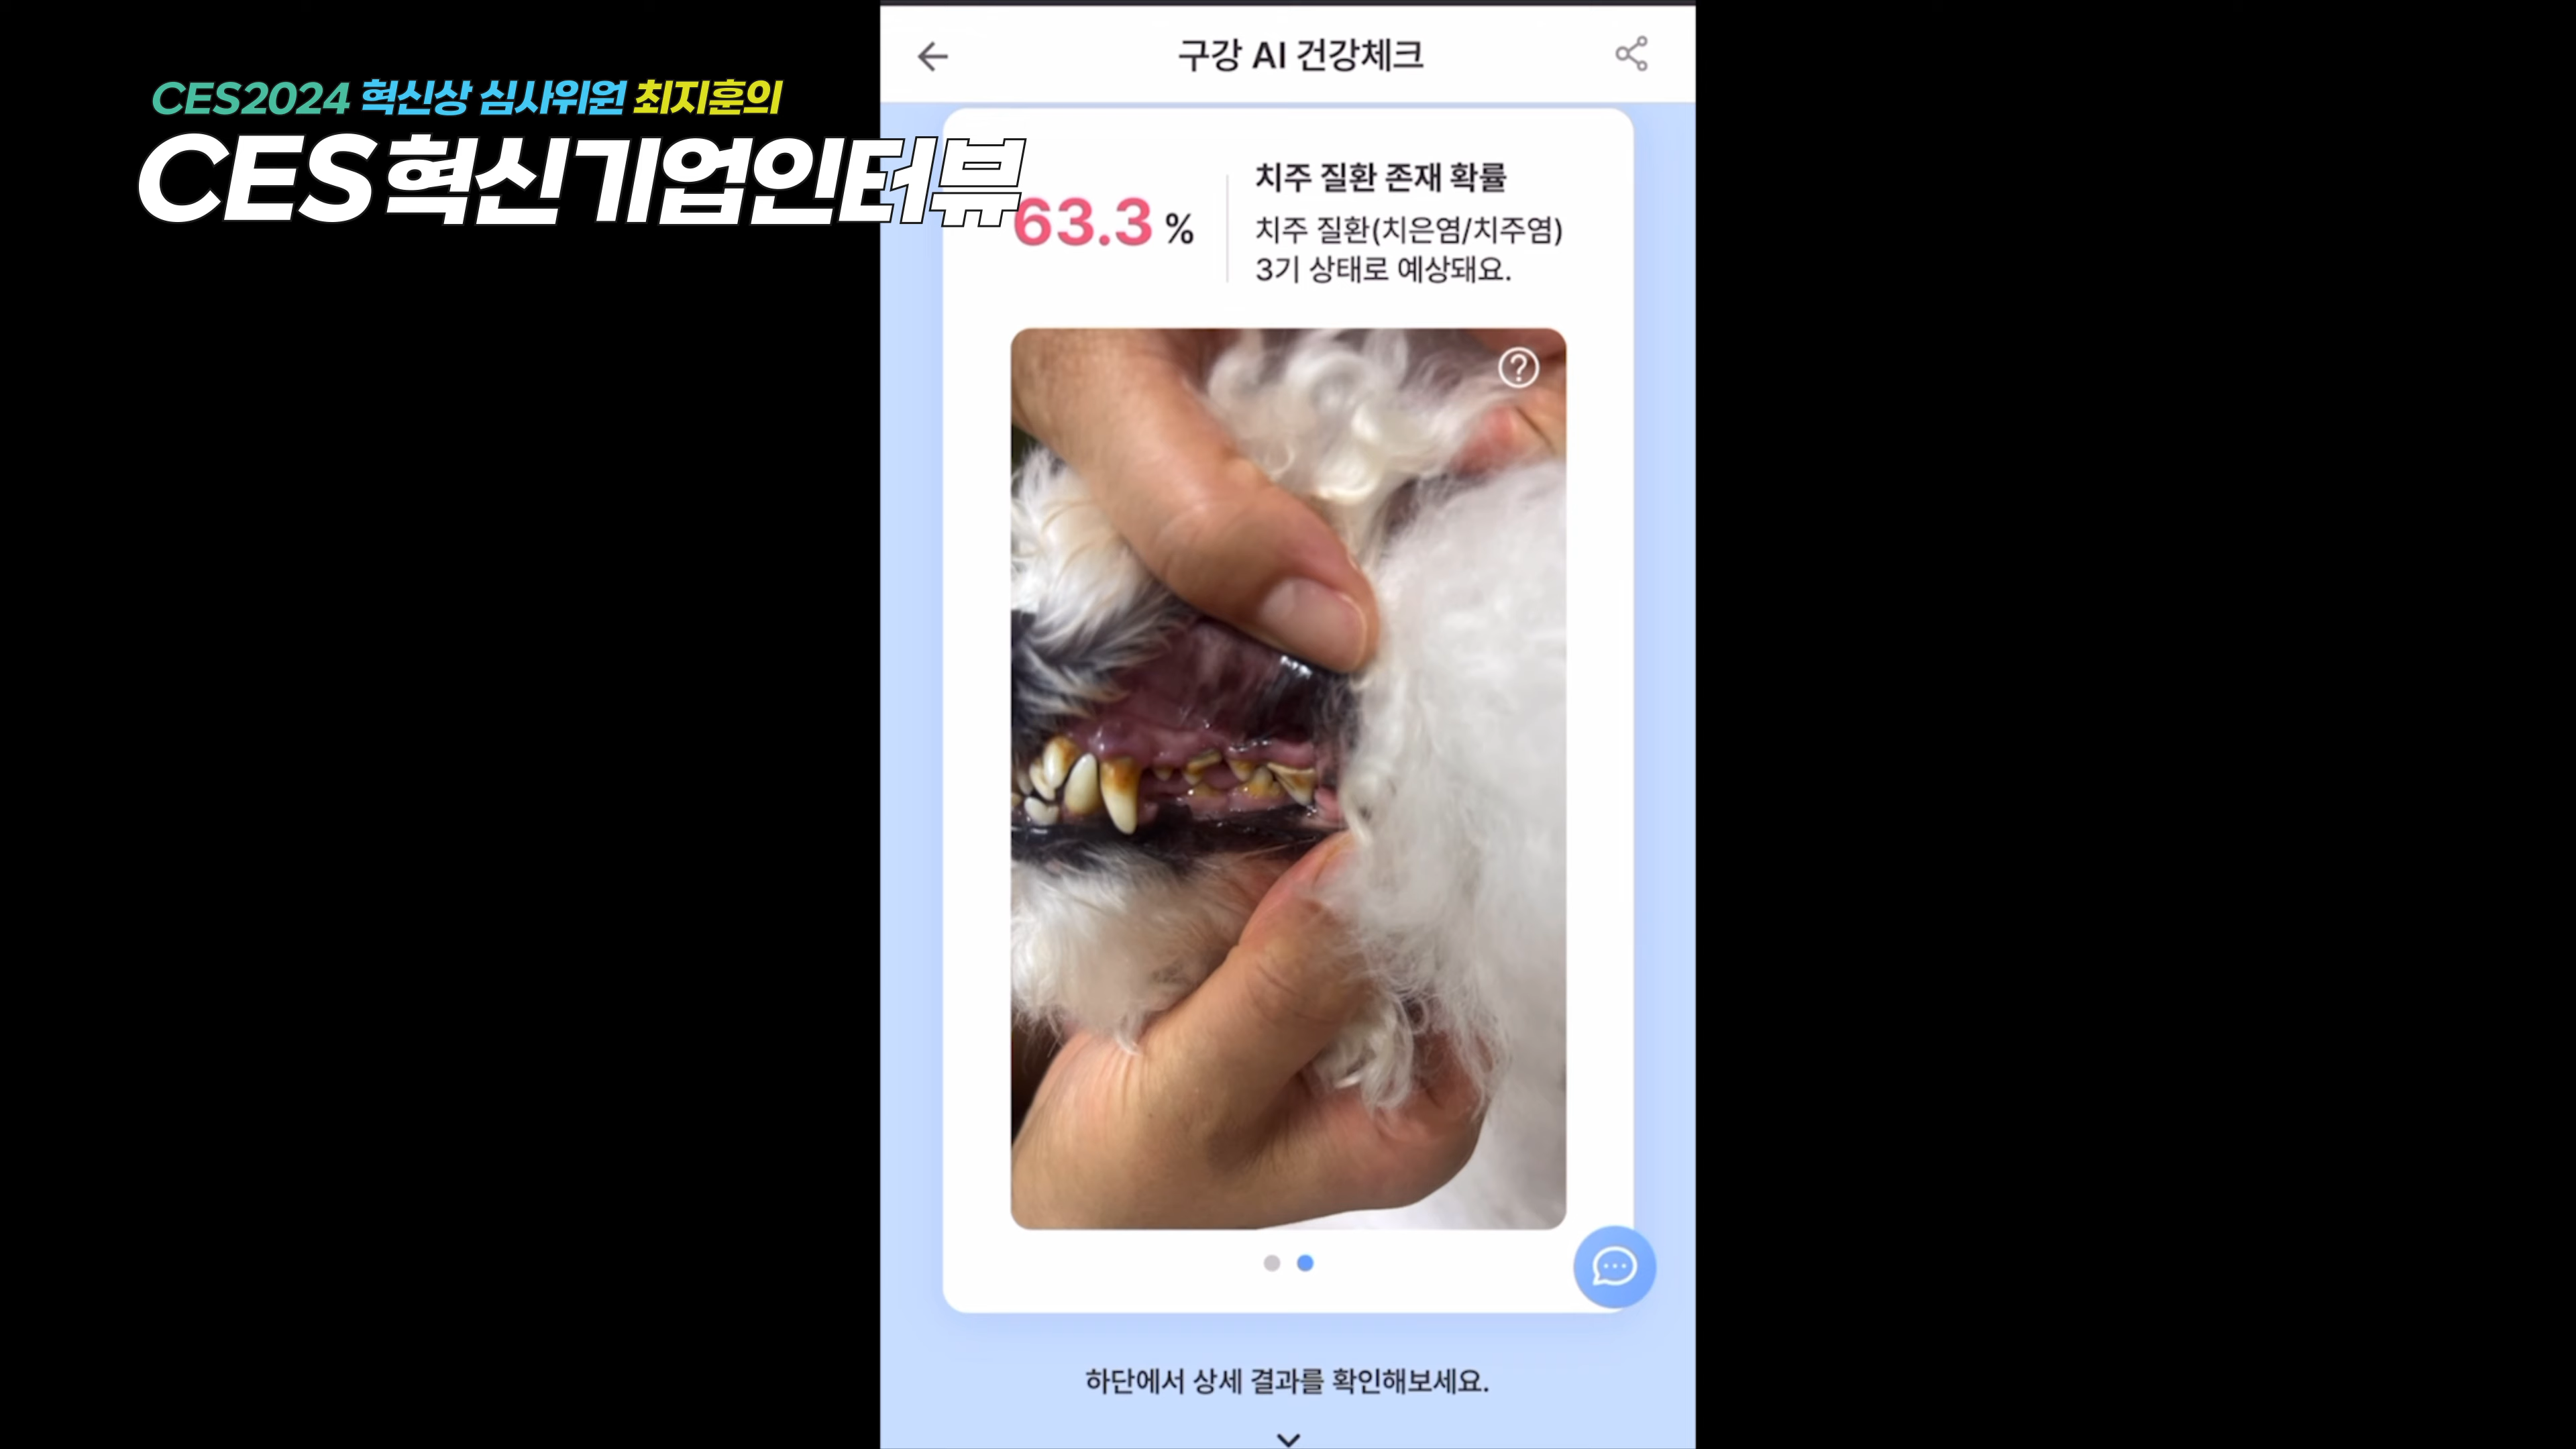 CES2024 혁신상 심사위원 최지훈의
CES혁신기업인터뷰
구강 AI 건강체크
63.3 %
치주 질환 존재 확률
치주 질환(치은염/치주염)
3기 상태로 예상돼요.
?
하단에서 상세 결과를 확인해보세요.